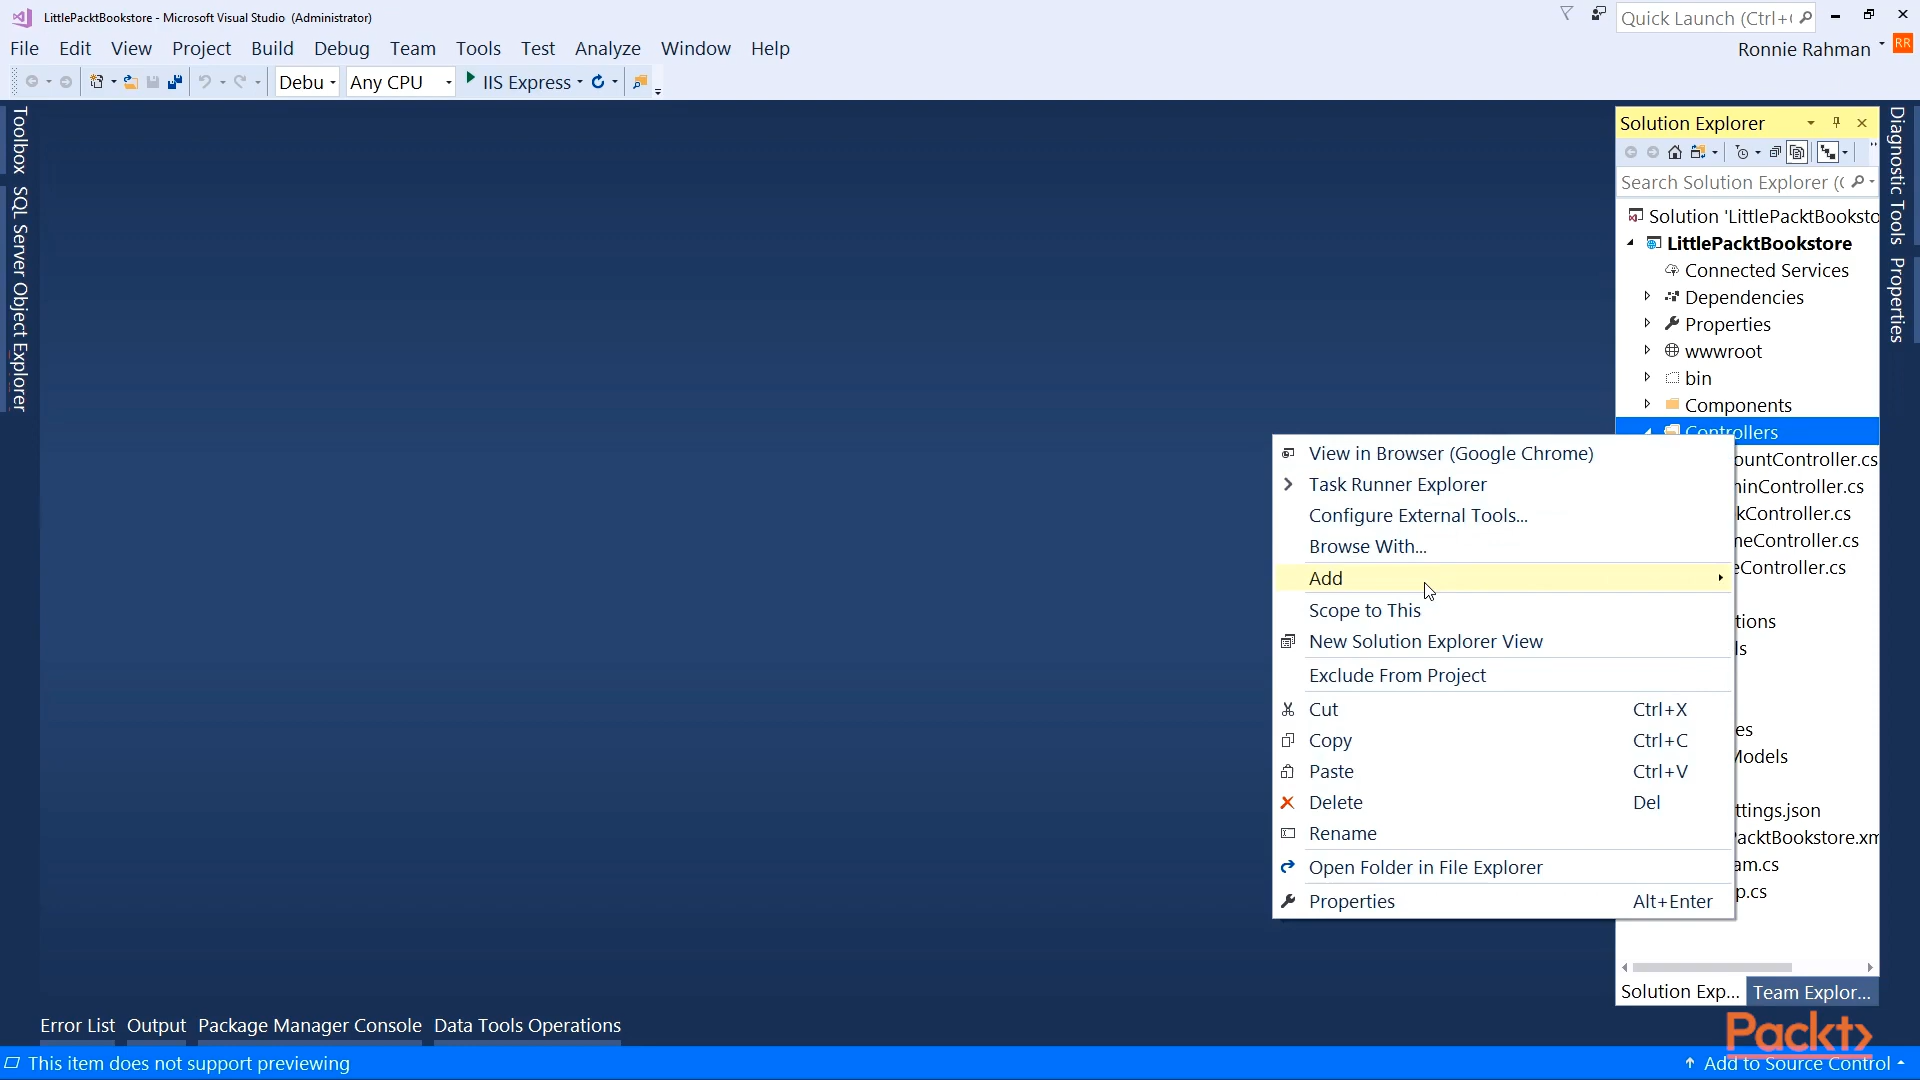 LittlePacktBookstore - Microsoft Visual Studio (Administrator)
Quick Launch (Ctrl+
File Edit View Project Build Debug Team Tools Test Analyze Window Help
Ronnie Rahman
RR
Debu
Any CPU
IIS Express
Toolbox
SQL Server Object Explorer
Solution Explorer
Search Solution Explorer (
Solution 'LittlePacktBooksto
LittlePacktBookstore
Connected Services
Dependencies
Properties
wwwroot
bin
Components
Controllers
ountController.cs
ninController.cs
kController.cs
meController.cs
eController.cs
tions
ls
es
Models
ttings.json
acktBookstore.xm
am.cs
p.cs
View in Browser (Google Chrome)
Task Runner Explorer
Configure External Tools...
Browse With...
Add
Scope to This
New Solution Explorer View
Exclude From Project
Cut Ctrl+X
Copy Ctrl+C
Paste Ctrl+V
Delete Del
Rename
Open Folder in File Explorer
Properties Alt+Enter
Diagnostic Tools
Properties
Solution Exp...
Team Explor...
Error List Output Package Manager Console Data Tools Operations
Packt>
This item does not support previewing
Add to Source Control